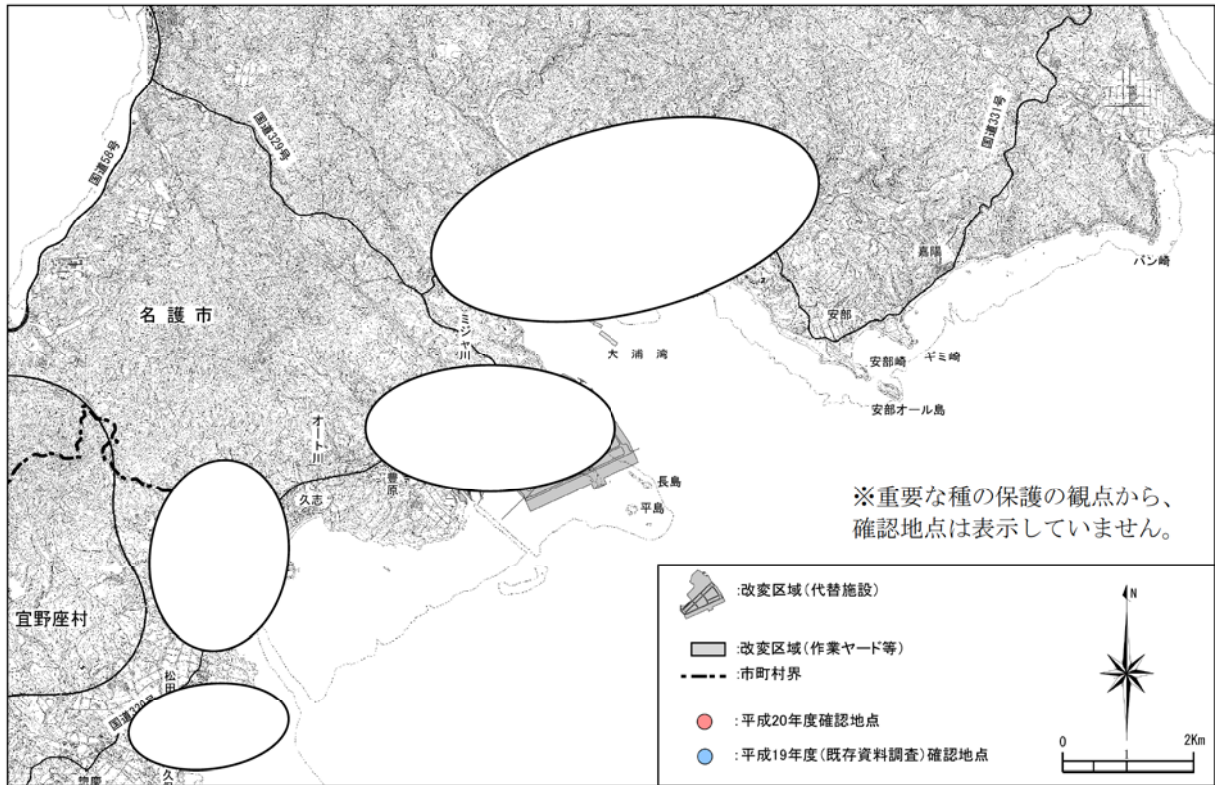 国道58号
国道329号
国道331号
嘉陽
バン崎
名護市
ミジャ川
大浦湾
安部
安部崎
ギミ崎
安部オール島
オート川
豊原
久志
長島
平島
※重要な種の保護の観点から、
確認地点は表示していません。
宜野座村
松田
国道329号
惣慶
:改変区域(代替施設)
:改変区域(作業ヤード等)
:市町村界
:平成20年度確認地点
:平成19年度(既存資料調査)確認地点
N
0
2Km